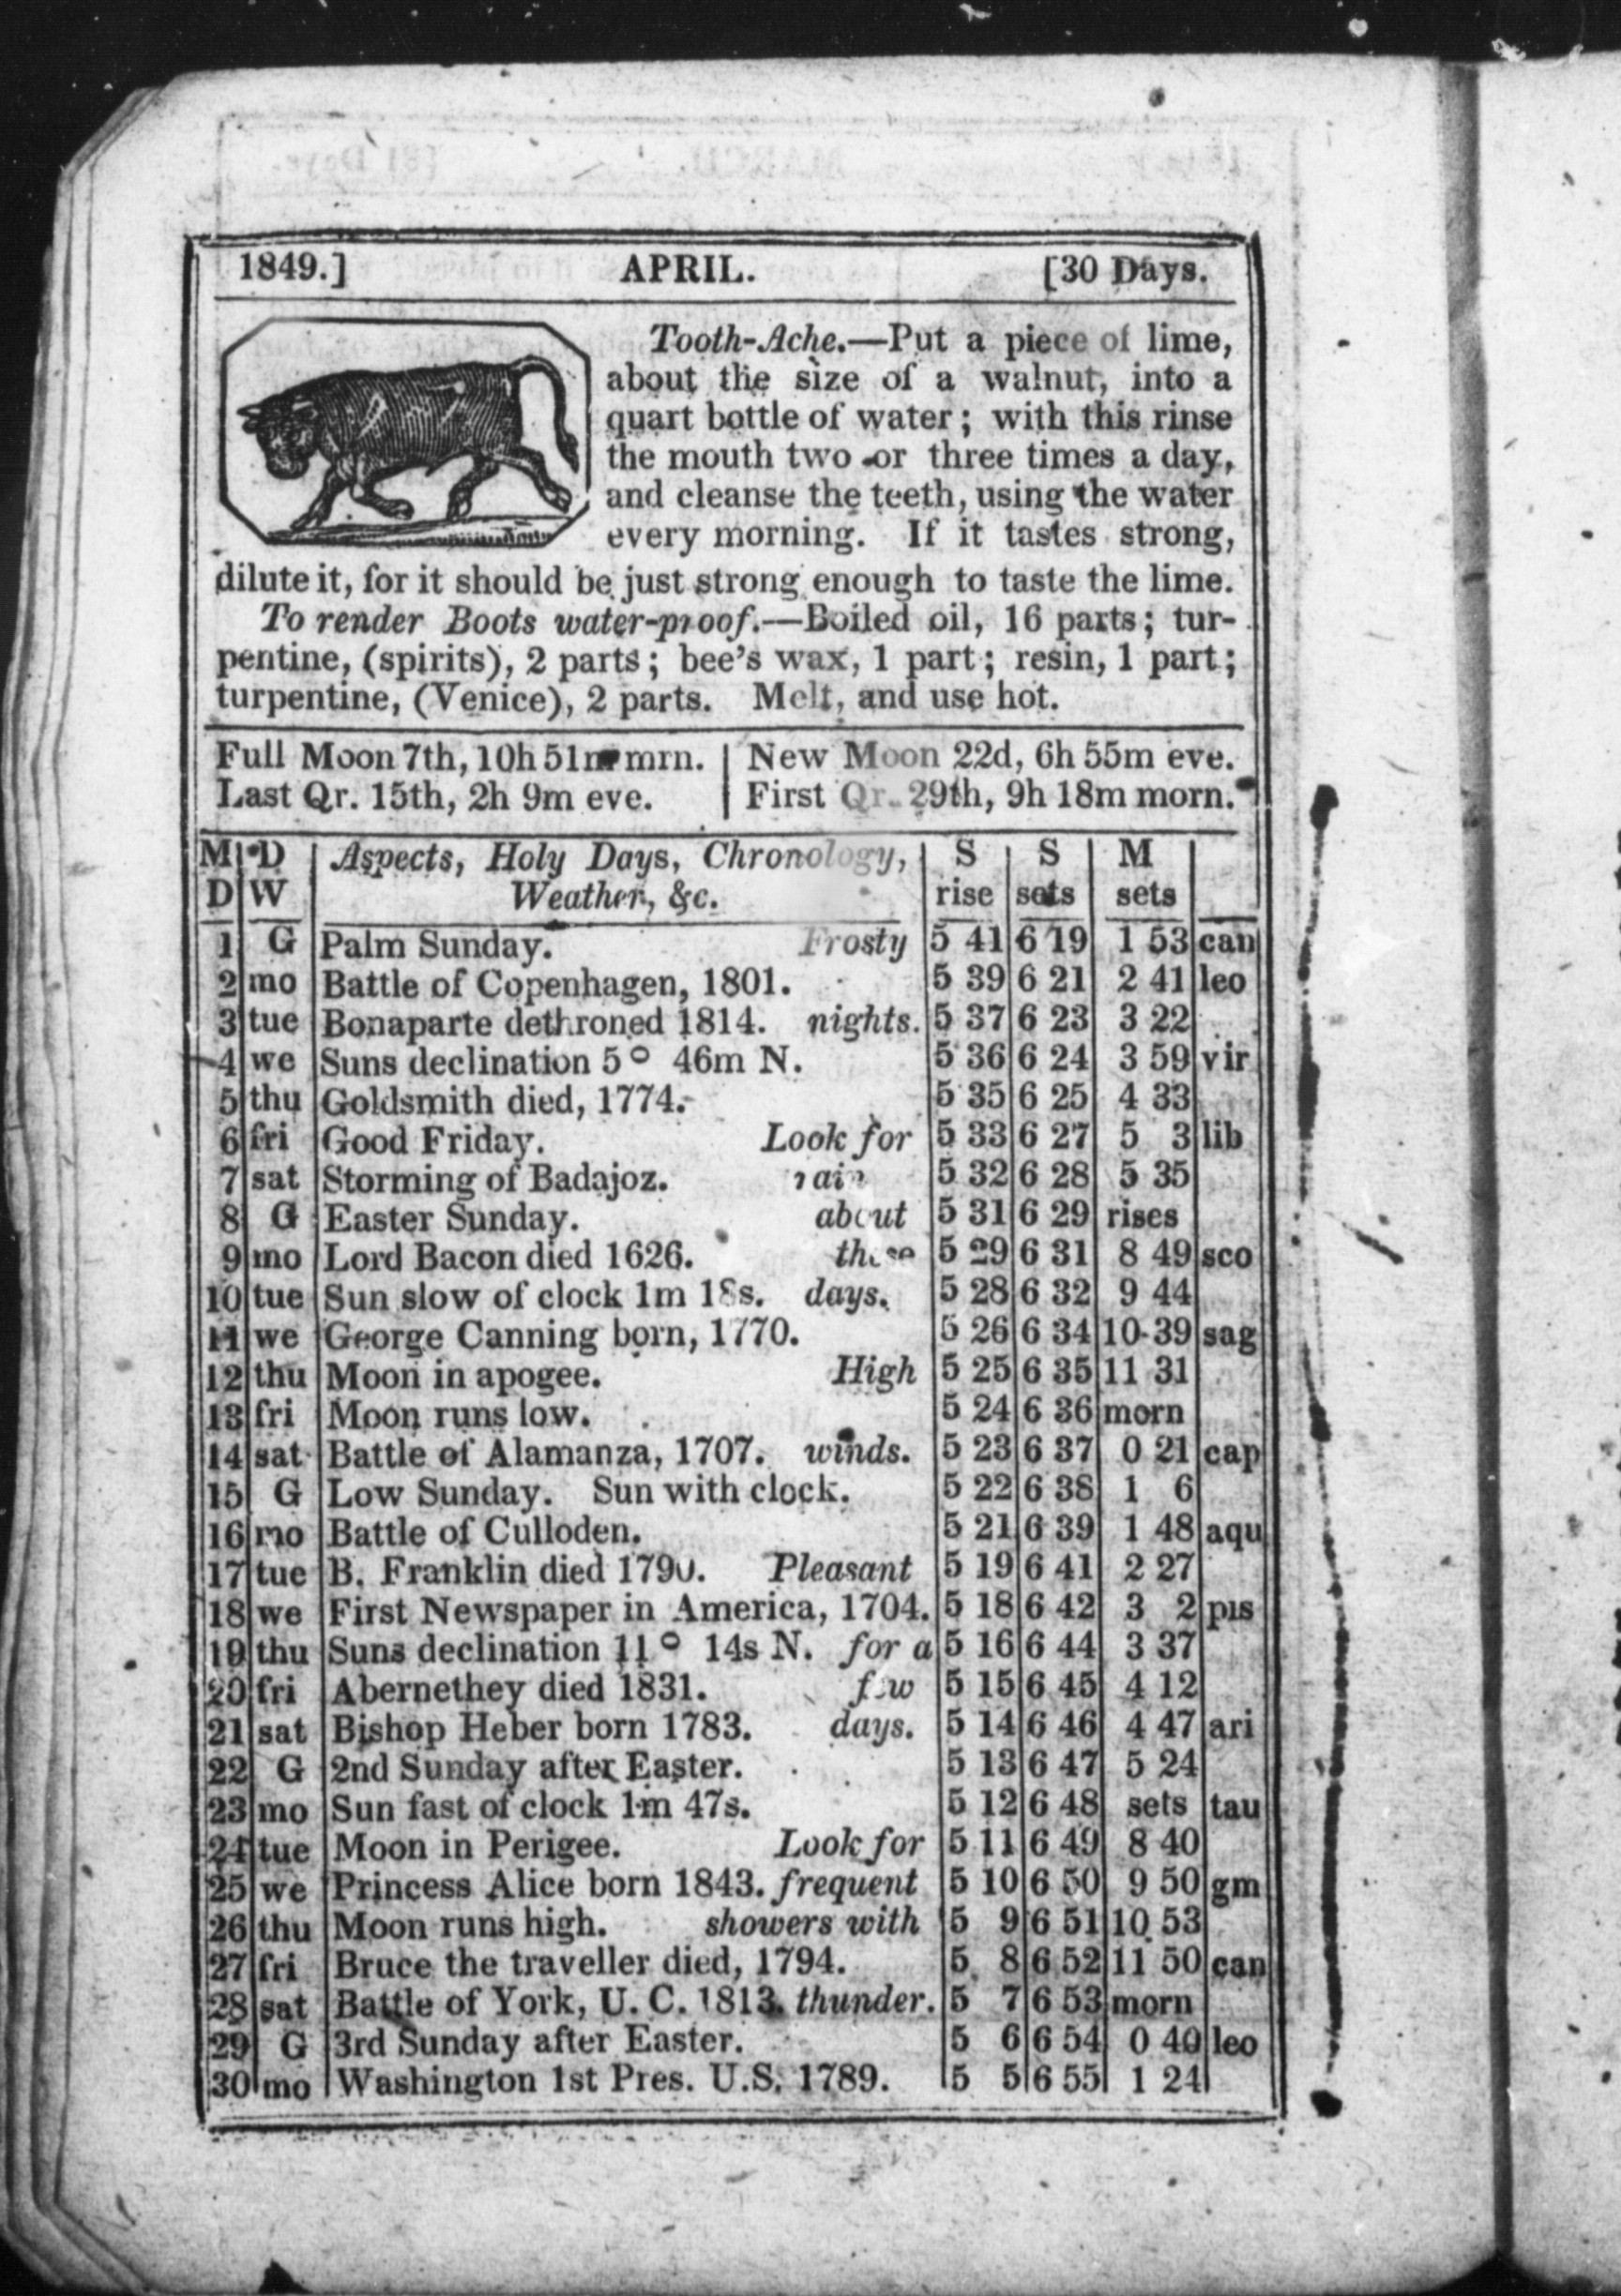 1849.] APRIL. [30 Days.
Tooth-Ache.—Put a piece of lime,
about the size of a walnut, into a
quart bottle of water; with this rinse
the mouth two or three times a day,
and cleanse the teeth, using the water
every morning. If it tastes strong,
dilute it, for it should be just strong enough to taste the lime.
To render Boots water-proof.—Boiled oil, 16 parts; tur-
pentine, (spirits), 2 parts; bee's wax, 1 part; resin, 1 part;
turpentine, (Venice), 2 parts. Melt, and use hot.
Full Moon 7th, 10h 51m mrn. | New Moon 22d, 6h 55m eve.
Last Qr. 15th, 2h 9m eve. | First Qr. 29th, 9h 18m morn.
M D Aspects, Holy Days, Chronology, S S M
D W Weather, &c. rise sets sets
1 G Palm Sunday. Frosty 5 41 6 19 1 53 can
2 mo Battle of Copenhagen, 1801. 5 39 6 21 2 41 leo
3 tue Bonaparte dethroned 1814. nights. 5 37 6 23 3 22
4 we Suns declination 5° 46m N. 5 36 6 24 3 59 vir
5 thu Goldsmith died, 1774. 5 35 6 25 4 33
6 fri Good Friday. Look for 5 33 6 27 5 3 lib
7 sat Storming of Badajoz. rain 5 32 6 28 5 35
8 G Easter Sunday. about 5 31 6 29 rises
9 mo Lord Bacon died 1626. these 5 29 6 31 8 49 sco
10 tue Sun slow of clock 1m 18s. days. 5 28 6 32 9 44
11 we George Canning born, 1770. 5 26 6 34 10 39 sag
12 thu Moon in apogee. High 5 25 6 35 11 31
13 fri Moon runs low. 5 24 6 36 morn
14 sat Battle of Alamanza, 1707. winds. 5 23 6 37 0 21 cap
15 G Low Sunday. Sun with clock. 5 22 6 38 1 6
16 mo Battle of Culloden. 5 21 6 39 1 48 aqu
17 tue B. Franklin died 1790. Pleasant 5 19 6 41 2 27
18 we First Newspaper in America, 1704. 5 18 6 42 3 2 pis
19 thu Suns declination 11° 14s N. for a 5 16 6 44 3 37
20 fri Abernethey died 1831. few 5 15 6 45 4 12
21 sat Bishop Heber born 1783. days. 5 14 6 46 4 47 ari
22 G 2nd Sunday after Easter. 5 13 6 47 5 24
23 mo Sun fast of clock 1m 47s. 5 12 6 48 sets tau
24 tue Moon in Perigee. Look for 5 11 6 49 8 40
25 we Princess Alice born 1843. frequent 5 10 6 50 9 50 gm
26 thu Moon runs high. showers with 5 9 6 51 10 53
27 fri Bruce the traveller died, 1794. 5 8 6 52 11 50 can
28 sat Battle of York, U. C. 1813. thunder. 5 7 6 53 morn
29 G 3rd Sunday after Easter. 5 6 6 54 0 40 leo
30 mo Washington 1st Pres. U.S. 1789. 5 5 6 55 1 24